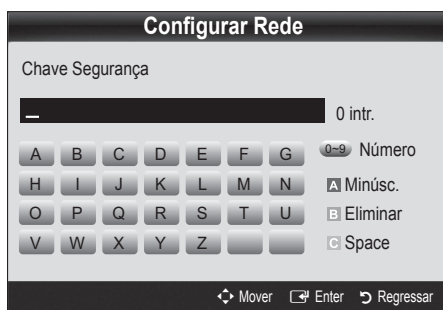 Configurar Rede
Chave Segurança
0 intr.
A B C D E F G 0~9 Número
H I J K L M N A Minúsc.
O P Q R S T U B Eliminar
V W X Y Z C Space
Mover Enter Regressar